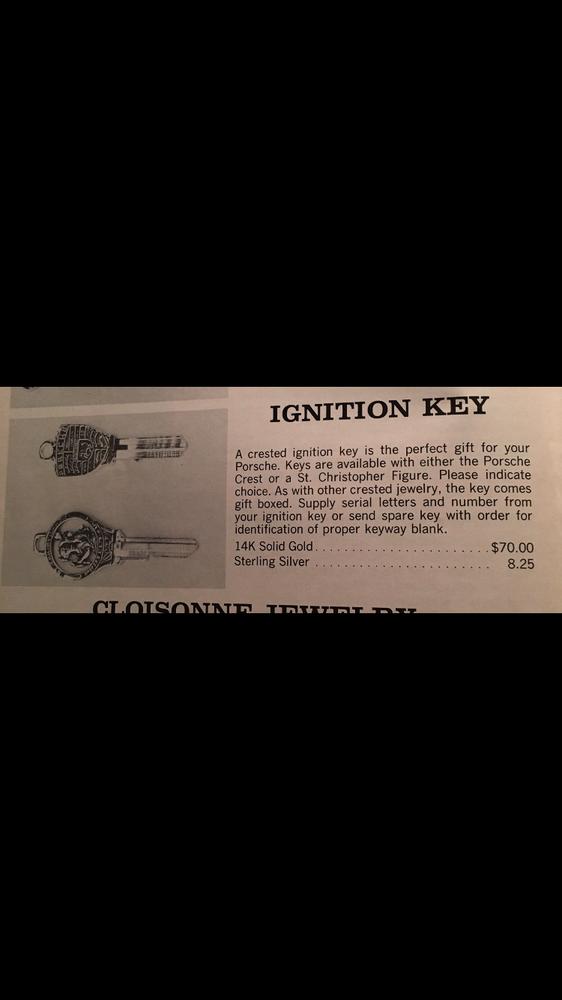 IGNITION KEY
A crested ignition key is the perfect gift for your
Porsche. Keys are available with either the Porsche
Crest or a St. Christopher Figure. Please indicate
choice. As with other crested jewelry, the key comes
gift boxed. Supply serial letters and number from
your ignition key or send spare key with order for
identification of proper keyway blank.
14K Solid Gold. . . . . . . . . . . . . . . . . . . . . . . .$70.00
Sterling Silver . . . . . . . . . . . . . . . . . . . . . . . . 8.25
CLOISONNE JEWELRY